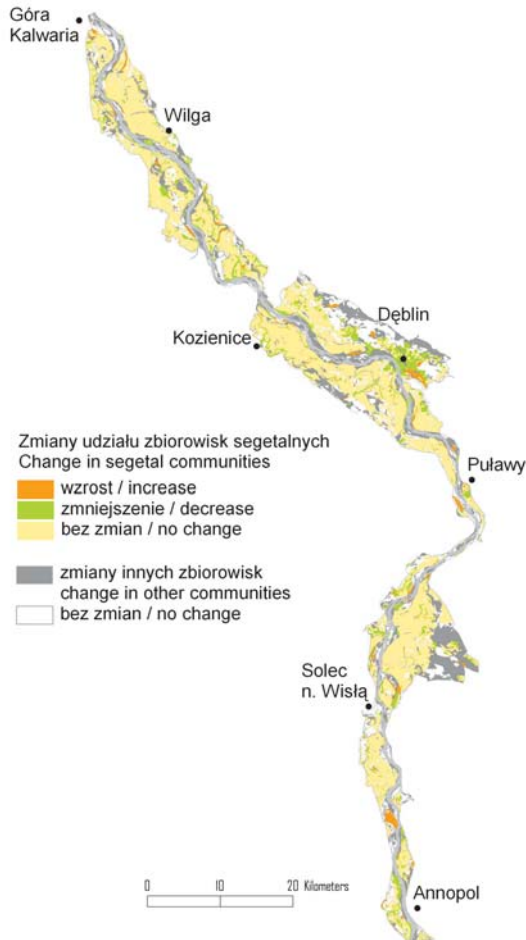 Góra
Kalwaria
Wilga
Dęblin
Kozienice
Zmiany udziału zbiorowisk segetalnych
Change in segetal communities
wzrost / increase
zmniejszenie / decrease
bez zmian / no change
Puławy
zmiany innych zbiorowisk
change in other communities
bez zmian / no change
Solec
n. Wisłą
0 10 20 Kilometers
Annopol